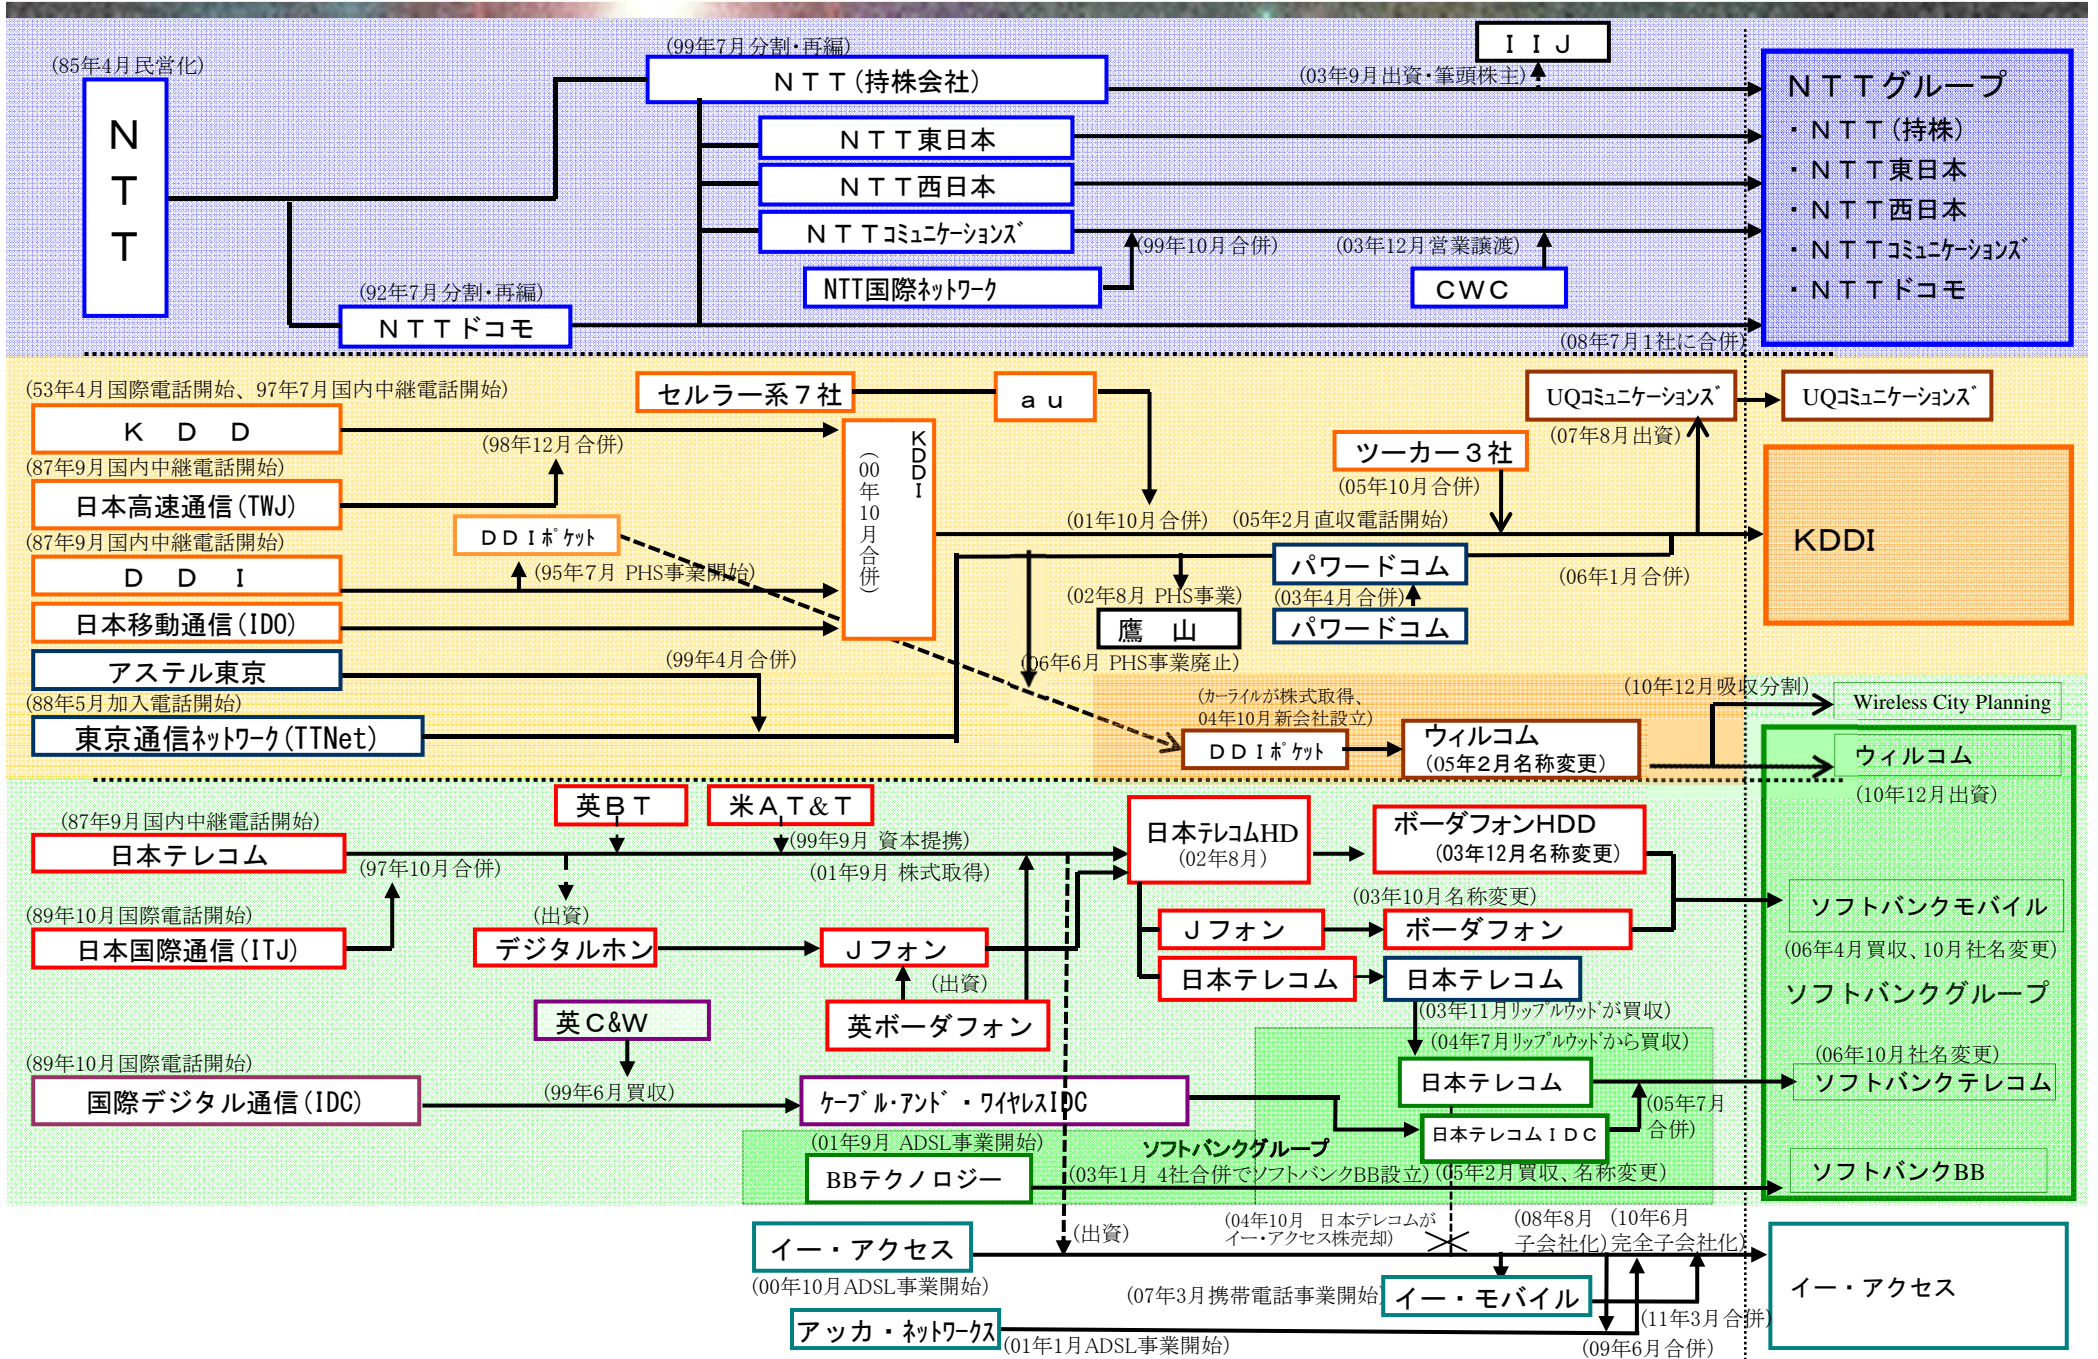 (99年7月分割・再編)
ＩＩＪ
(85年4月民営化)
ＮＴＴ(持株会社)
(03年9月出資・筆頭株主)
ＮＴＴグループ
・ＮＴＴ(持株)
・ＮＴＴ東日本
・ＮＴＴ西日本
・ＮＴＴコミュニケーションズ
・ＮＴＴドコモ
Ｎ
Ｔ
Ｔ
ＮＴＴ東日本
ＮＴＴ西日本
ＮＴＴコミュニケーションズ
(99年10月合併)
(03年12月営業譲渡)
NTT国際ネットワーク
ＣＷＣ
(92年7月分割・再編)
ＮＴＴドコモ
(08年7月1社に合併)
(53年4月国際電話開始、97年7月国内中継電話開始)
セルラー系７社
ａｕ
UQコミュニケーションズ
UQコミュニケーションズ
Ｋ　Ｄ　Ｄ
(98年12月合併)
KDDI
(00年10月合併)
(07年8月出資)
ツーカー３社
(05年10月合併)
(87年9月国内中継電話開始)
日本高速通信(TWJ)
ＤＤＩポケット
(01年10月合併)
(05年2月直収電話開始)
KDDI
(87年9月国内中継電話開始)
Ｄ　Ｄ　Ｉ
(95年7月 PHS事業開始)
パワードコム
(06年1月合併)
(02年8月 PHS事業)
(03年4月合併)
日本移動通信(IDO)
鷹　山
パワードコム
アステル東京
(99年4月合併)
(06年6月 PHS事業廃止)
(88年5月加入電話開始)
(カーライルが株式取得、
04年10月新会社設立)
(10年12月吸収分割)
Wireless City Planning
東京通信ネットワーク(TTNet)
ＤＤＩポケット
ウィルコム
(05年2月名称変更)
ウィルコム
(10年12月出資)
英ＢＴ
米ＡＴ&Ｔ
(87年9月国内中継電話開始)
日本テレコム
(99年9月 資本提携)
日本テレコムHD
(02年8月)
ボーダフォンHDD
(03年12月名称変更)
(97年10月合併)
(01年9月 株式取得)
(89年10月国際電話開始)
(出資)
(03年10月名称変更)
ソフトバンクモバイル
日本国際通信(ITJ)
デジタルホン
Ｊフォン
Ｊフォン
ボーダフォン
(06年4月買収、10月社名変更)
(出資)
日本テレコム
日本テレコム
ソフトバンクグループ
英C&W
英ボーダフォン
(03年11月リップルウッドが買収)
(04年7月リップルウッドから買収)
(89年10月国際電話開始)
(06年10月社名変更)
国際デジタル通信(IDC)
(99年6月買収)
ケーブル・アンド・ワイヤレスIDC
日本テレコム
ソフトバンクテレコム
(05年7月
合併)
日本テレコムＩＤＣ
(01年9月 ADSL事業開始)
ソフトバンクグループ
BBテクノロジー
(03年1月 4社合併でソフトバンクBB設立)
(05年2月買収、名称変更)
ソフトバンクBB
(出資)
(04年10月　日本テレコムが
イー・アクセス株売却)
(08年8月
子会社化)
(10年6月
完全子会社化)
イー・アクセス
(00年10月ADSL事業開始)
(07年3月携帯電話事業開始)
イー・モバイル
イー・アクセス
(11年3月合併)
アッカ・ネットワークス
(01年1月ADSL事業開始)
(09年6月合併)